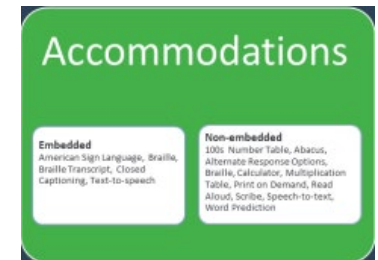 Accommodations
Embedded
American Sign Language, Braille,
Braille Transcript, Closed
Captioning, Text-to-speech
Non-embedded
100s Number Table, Abacus,
Alternate Response Options,
Braille, Calculator, Multiplication
Table, Print on Demand, Read
Aloud, Scribe, Speech-to-text,
Word Prediction